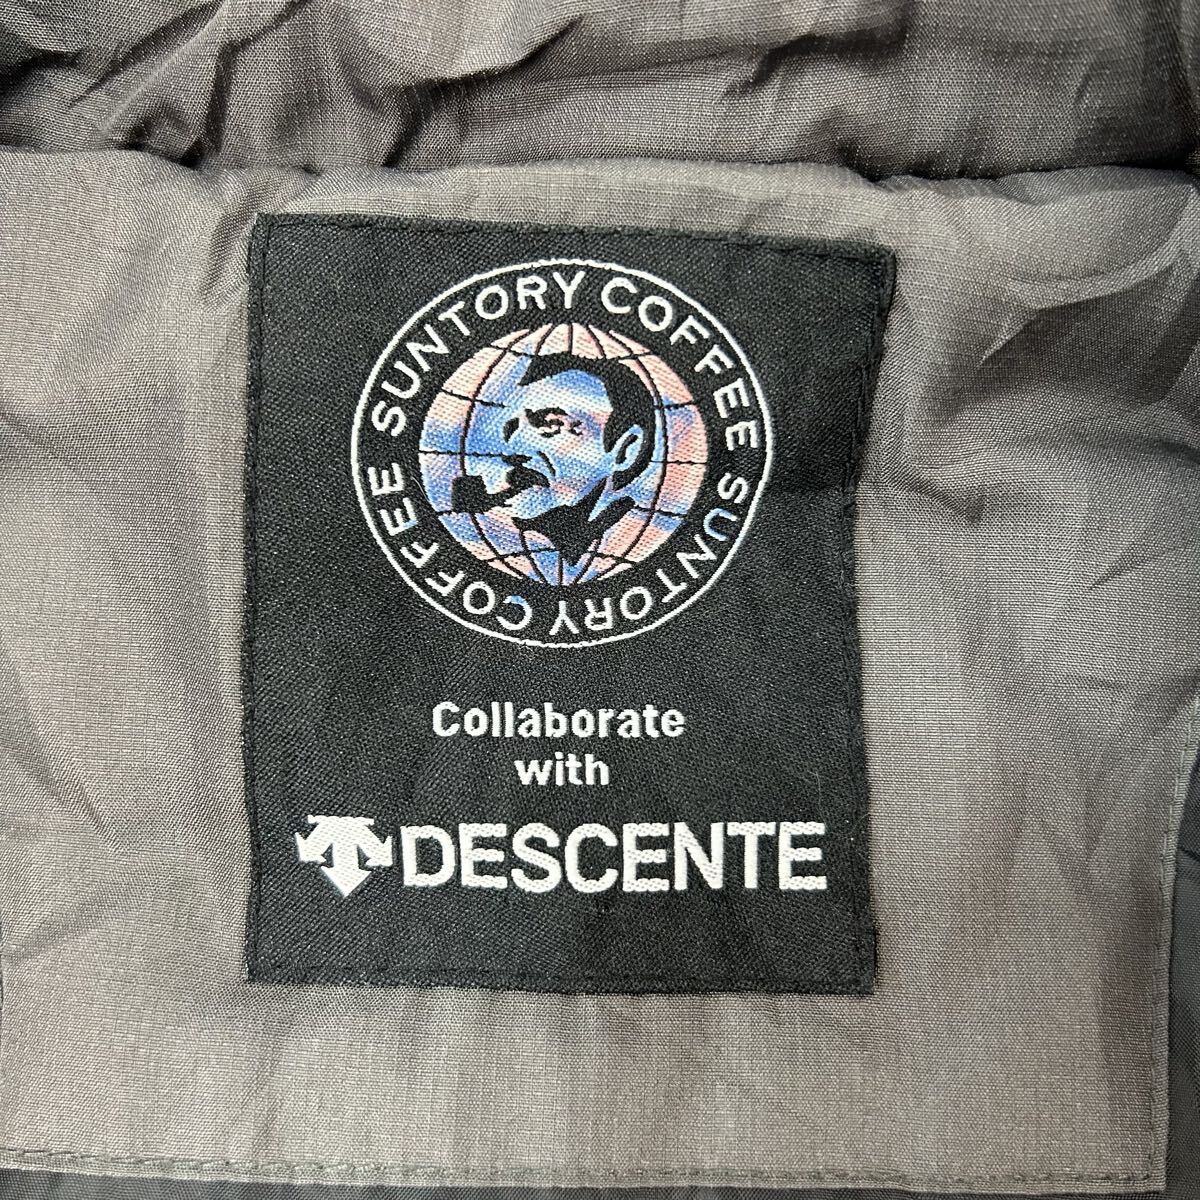 SUNTORY COFFEE SUNTORY COFFEE
Collaborate
with
DESCENTE